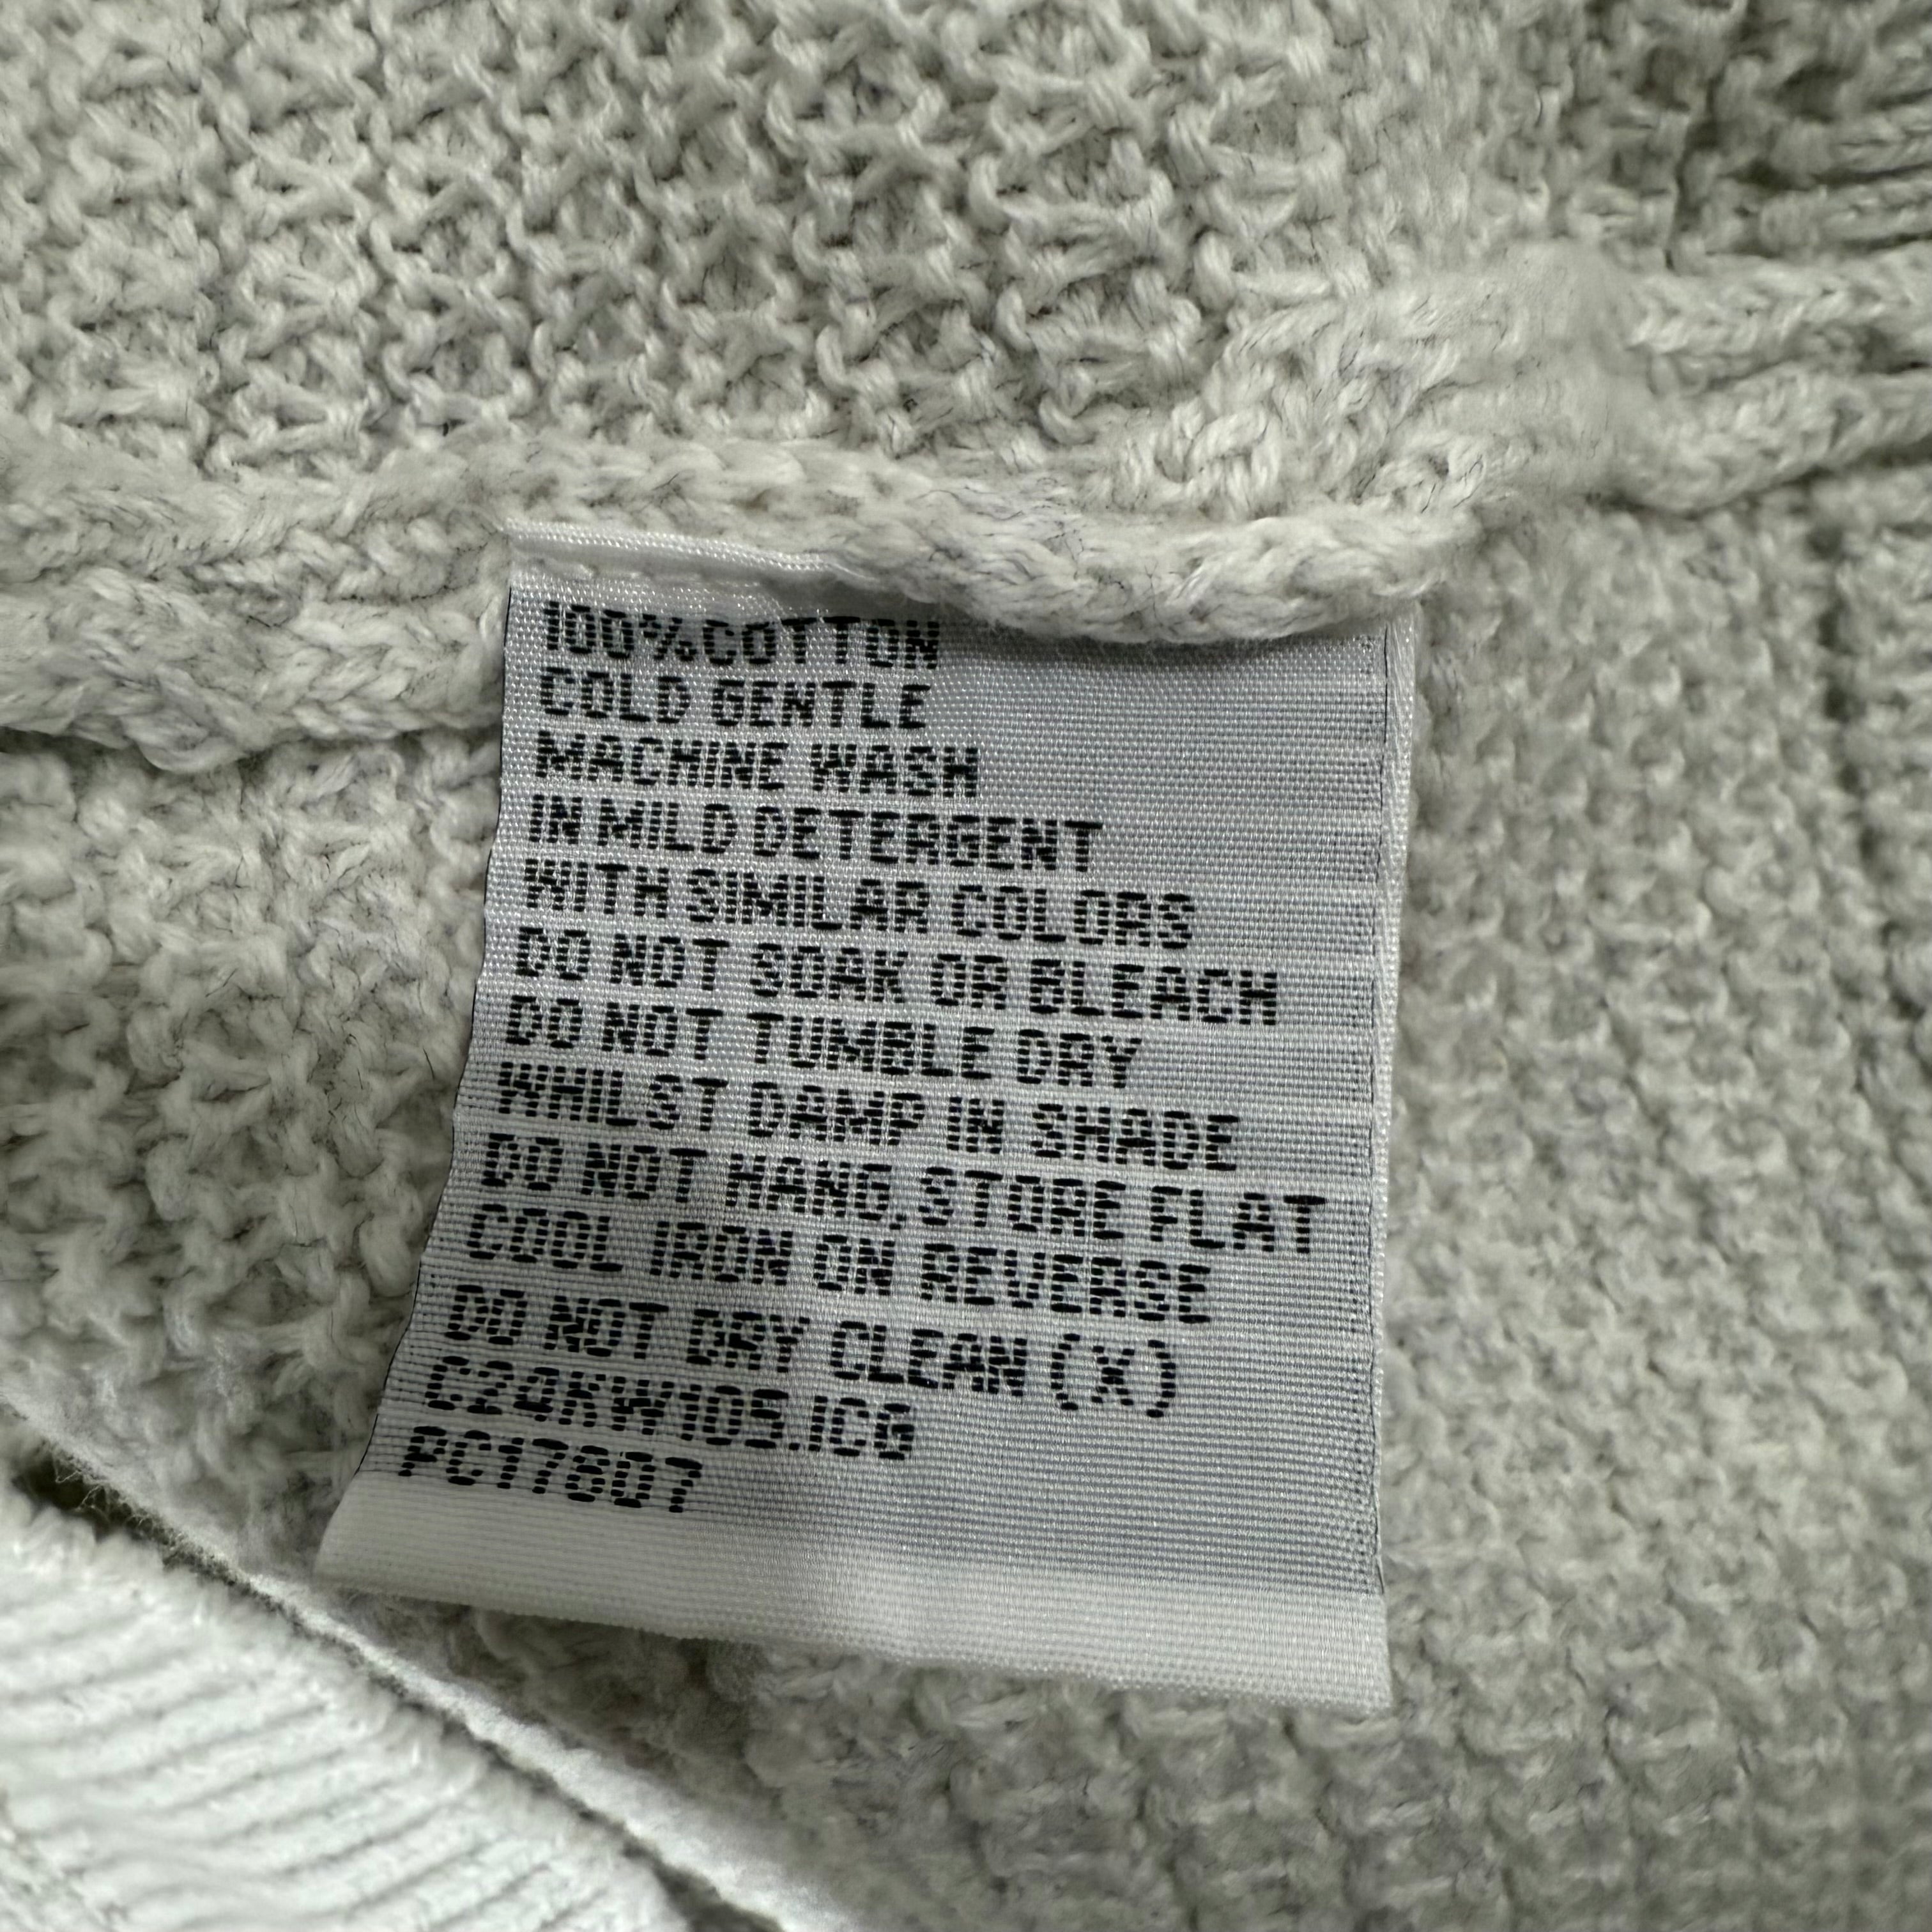 100%COTTON
COLD GENTLE
MACHINE WASH
IN MILD DETERGENT
WITH SIMILAR COLORS
DO NOT SOAK OR BLEACH
DO NOT TUMBLE DRY
WHILST DAMP IN SHADE
DO NOT HANG,STORE FLAT
COOL IRON ON REVERSE
DO NOT DRY CLEAN (X)
C24KW105.ICG
PC17607